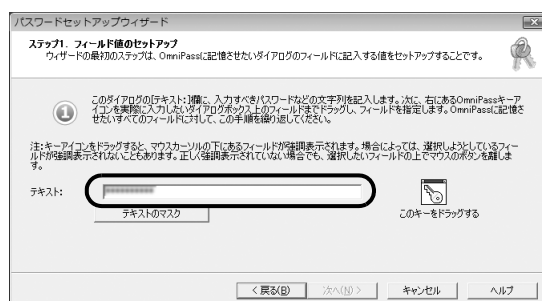 パスワードセットアップウィザード
ステップ1. フィールド値のセットアップ
ウィザードの最初のステップは、OmniPassに記憶させたいダイアログのフィールドに記入する値をセットアップすることです。
このダイアログの[テキスト:]欄に、入力すべきパスワードなどの文字列を記入します。次に、右にあるOmniPassキーア
イコンを実際に入力したいダイアログボックス上のフィールドまでドラッグし、フィールドを指定します。OmniPassに記憶さ
せたいすべてのフィールドに対して、この手順を繰り返してください。
注:キーアイコンをドラッグすると、マウスカーソルの下にあるフィールドが強調表示されます。場合によっては、選択しようとしているフィー
ルドが強調表示されないこともあります。正しく強調表示されていない場合でも、選択したいフィールドの上でマウスのボタンを離しま
す。
テキスト:
テキストのマスク
このキーをドラッグする
< 戻る(B)
次へ(N) >
キャンセル
ヘルプ